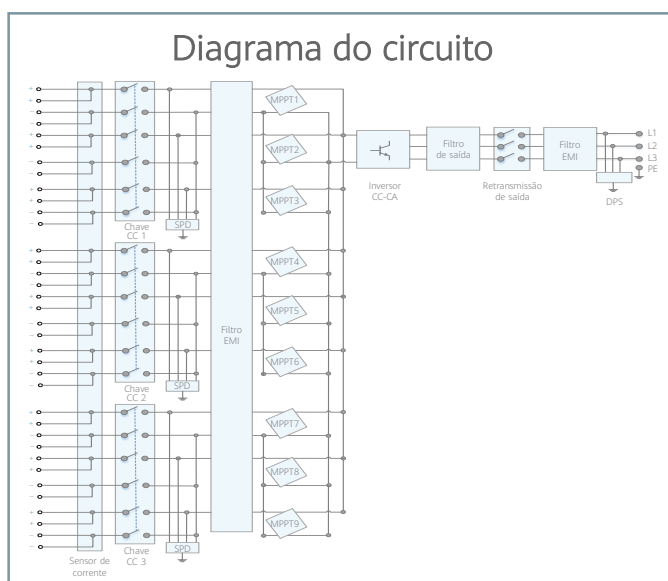 Diagrama do circuito
MPPT1
MPPT2
MPPT3
SPD
Chave
CC 1
MPPT4
MPPT5
MPPT6
SPD
Chave
CC 2
MPPT7
MPPT8
MPPT9
SPD
Chave
CC 3
Sensor de
corrente
Filtro
EMI
Inversor
CC-CA
Filtro
de saída
Retransmissão
de saída
Filtro
EMI
L1
L2
L3
PE
DPS